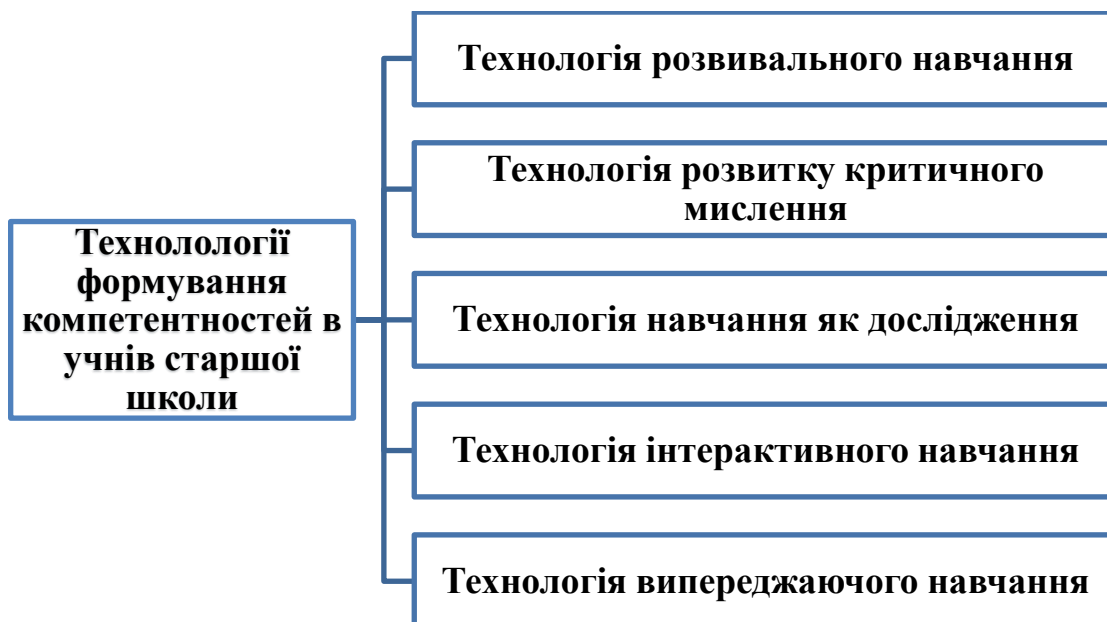 Технолології
формування
компетентностей в
учнів старшої
школи
Технологія розвивального навчання
Технологія розвитку критичного
мислення
Технологія навчання як дослідження
Технологія інтерактивного навчання
Технологія випереджаючого навчання